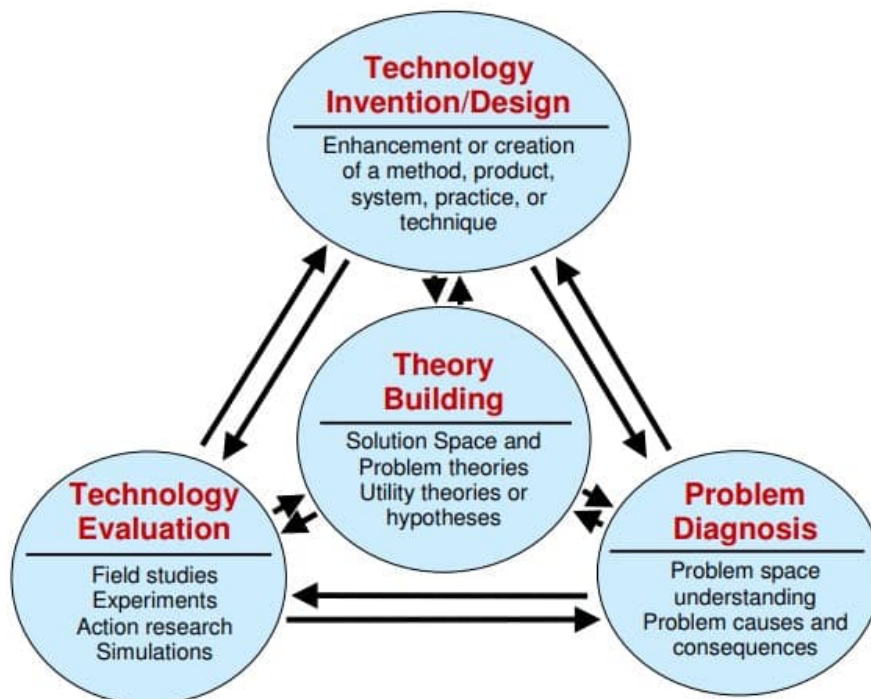 Technology
Invention/Design
Enhancement or creation
of a method, product,
system, practice, or
technique
Theory
Building
Solution Space and
Problem theories
Utility theories or
hypotheses
Technology
Evaluation
Field studies
Experiments
Action research
Simulations
Problem
Diagnosis
Problem space
understanding
Problem causes and
consequences